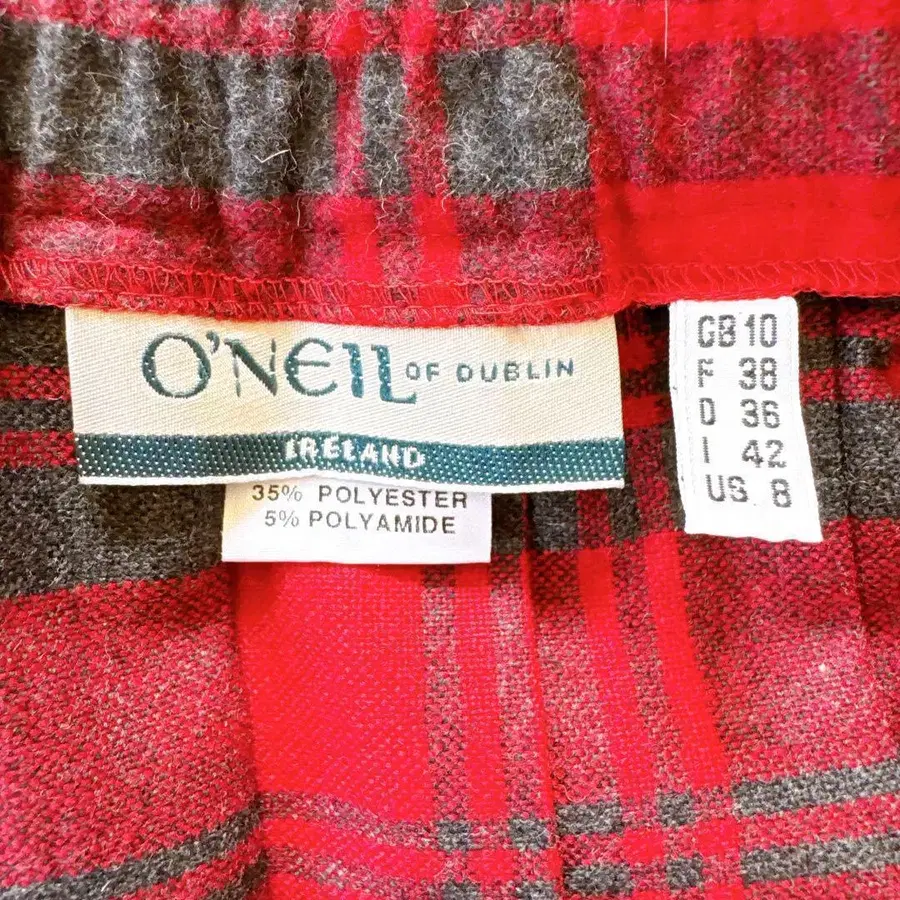 O'NEIL OF DUBLIN
IRELAND
35% POLYESTER
5% POLYAMIDE
GB 10
F 38
D 36
I 42
US 8